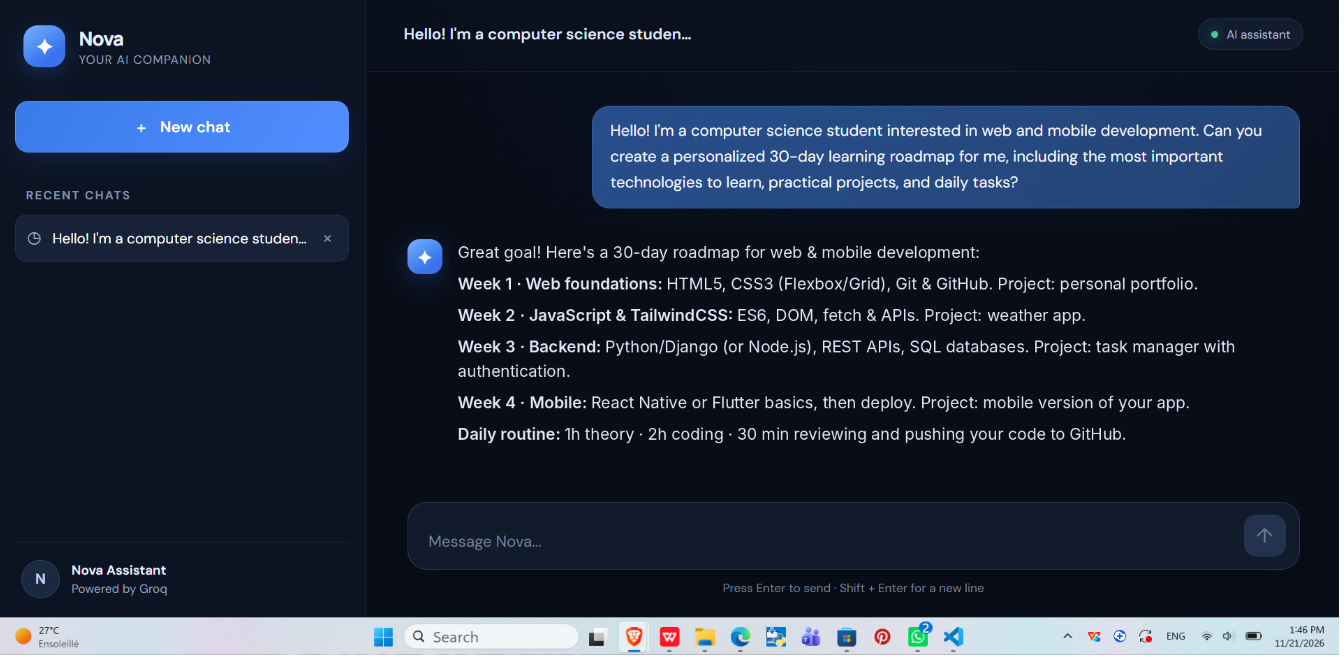 Nova
YOUR AI COMPANION
+ New chat
RECENT CHATS
Hello! I'm a computer science studen... ×
N
Nova Assistant
Powered by Groq
Hello! I'm a computer science studen...
AI assistant
Hello! I'm a computer science student interested in web and mobile development. Can you
create a personalized 30-day learning roadmap for me, including the most important
technologies to learn, practical projects, and daily tasks?
Great goal! Here's a 30-day roadmap for web & mobile development:
Week 1 · Web foundations: HTML5, CSS3 (Flexbox/Grid), Git & GitHub. Project: personal portfolio.
Week 2 · JavaScript & TailwindCSS: ES6, DOM, fetch & APIs. Project: weather app.
Week 3 · Backend: Python/Django (or Node.js), REST APIs, SQL databases. Project: task manager with
authentication.
Week 4 · Mobile: React Native or Flutter basics, then deploy. Project: mobile version of your app.
Daily routine: 1h theory · 2h coding · 30 min reviewing and pushing your code to GitHub.
Message Nova...
Press Enter to send · Shift + Enter for a new line
27°C
Ensoleillé
Search
2
ENG
1:46 PM
11/21/2026